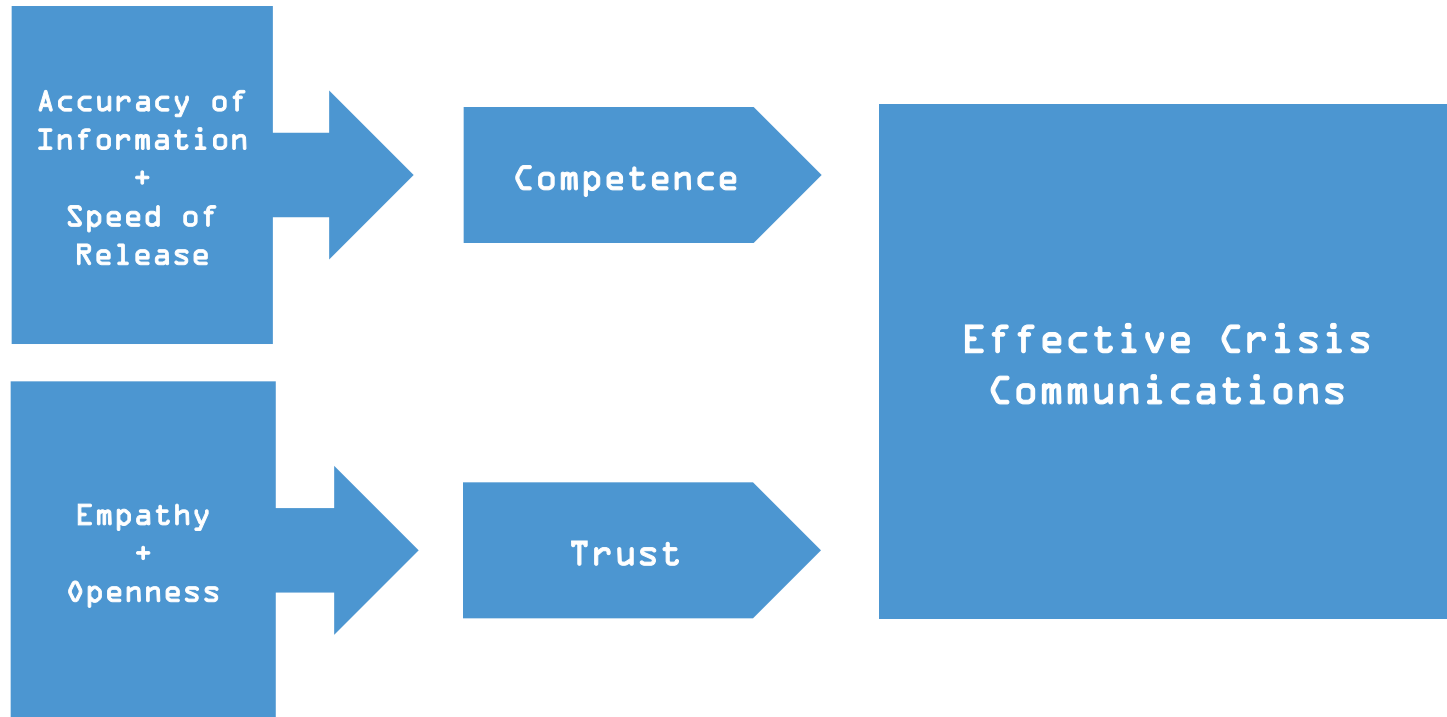 Accuracy of
Information
+
Speed of
Release
Competence
Effective Crisis
Communications
Empathy
+
Openness
Trust